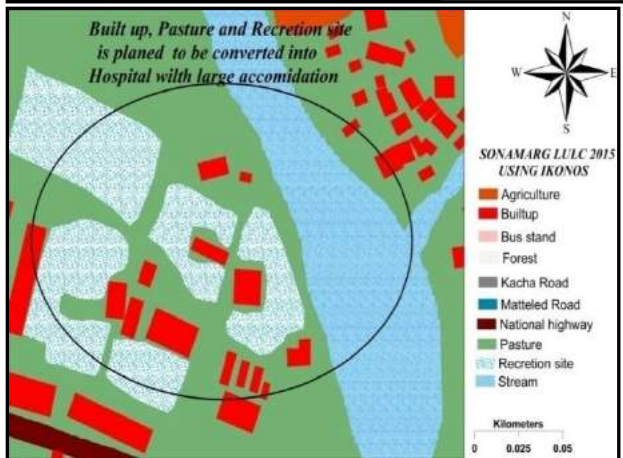 Built up, Pasture and Recretion site
is planed to be converted into
Hospital wilth large accomidation
N
W
E
S
SONAMARG LULC 2015
USING IKONOS
Agriculture
Builtup
Bus stand
Forest
Kacha Road
Matteled Road
National highway
Pasture
Recretion site
Stream
Kilometers
0 0.025 0.05